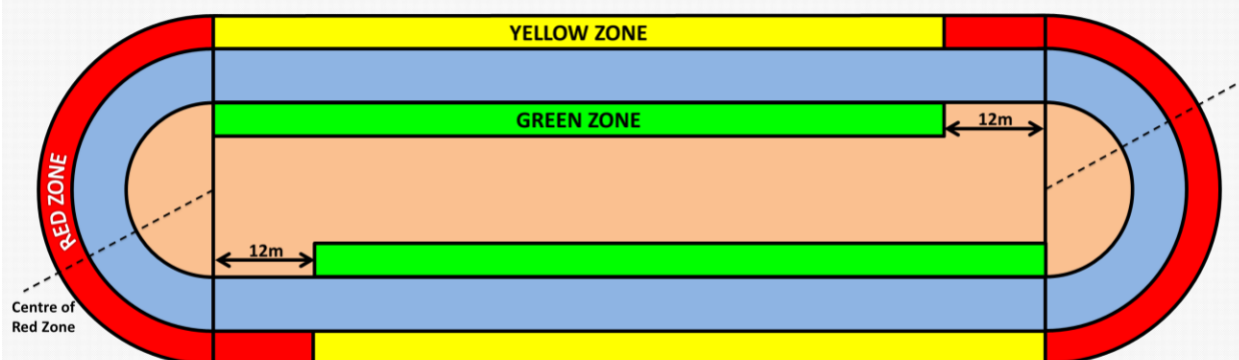 YELLOW ZONE
GREEN ZONE
12m
RED ZONE
12m
Centre of
Red Zone